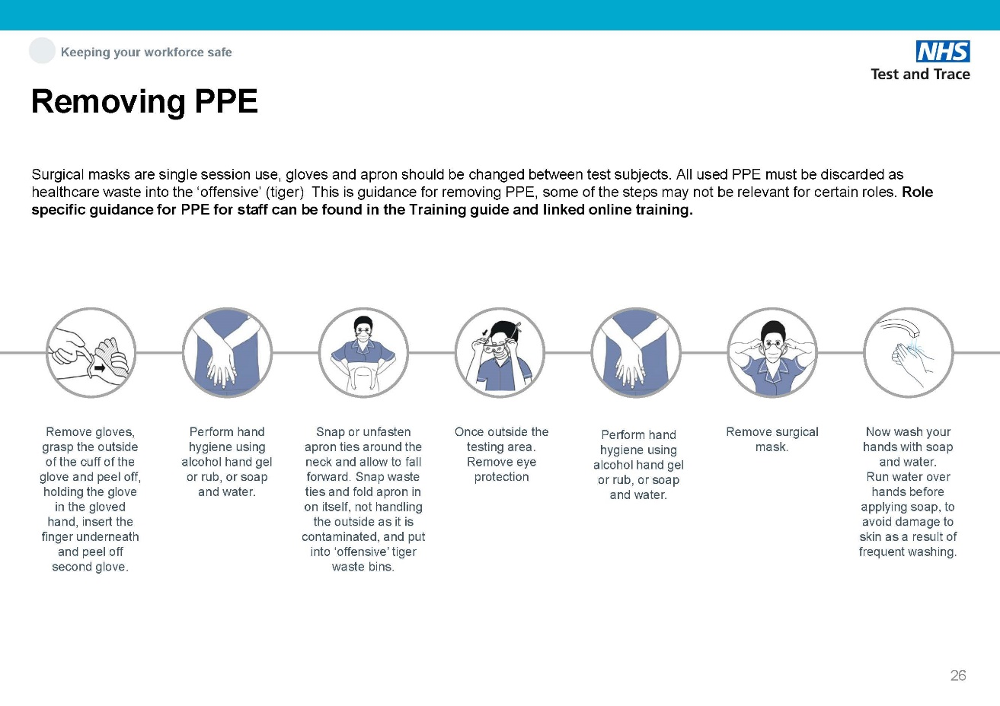 Keeping your workforce safe
NHS
Test and Trace
Removing PPE
Surgical masks are single session use, gloves and apron should be changed between test subjects. All used PPE must be discarded as
healthcare waste into the ‘offensive’ (tiger)  This is guidance for removing PPE, some of the steps may not be relevant for certain roles. Role
specific guidance for PPE for staff can be found in the Training guide and linked online training.
Remove gloves,
grasp the outside
of the cuff of the
glove and peel off,
holding the glove
in the gloved
hand, insert the
finger underneath
and peel off
second glove.
Perform hand
hygiene using
alcohol hand gel
or rub, or soap
and water.
Snap or unfasten
apron ties around the
neck and allow to fall
forward. Snap waste
ties and fold apron in
on itself, not handling
the outside as it is
contaminated, and put
into ‘offensive’ tiger
waste bins.
Once outside the
testing area.
Remove eye
protection
Perform hand
hygiene using
alcohol hand gel
or rub, or soap
and water.
Remove surgical
mask.
Now wash your
hands with soap
and water.
Run water over
hands before
applying soap, to
avoid damage to
skin as a result of
frequent washing.
26